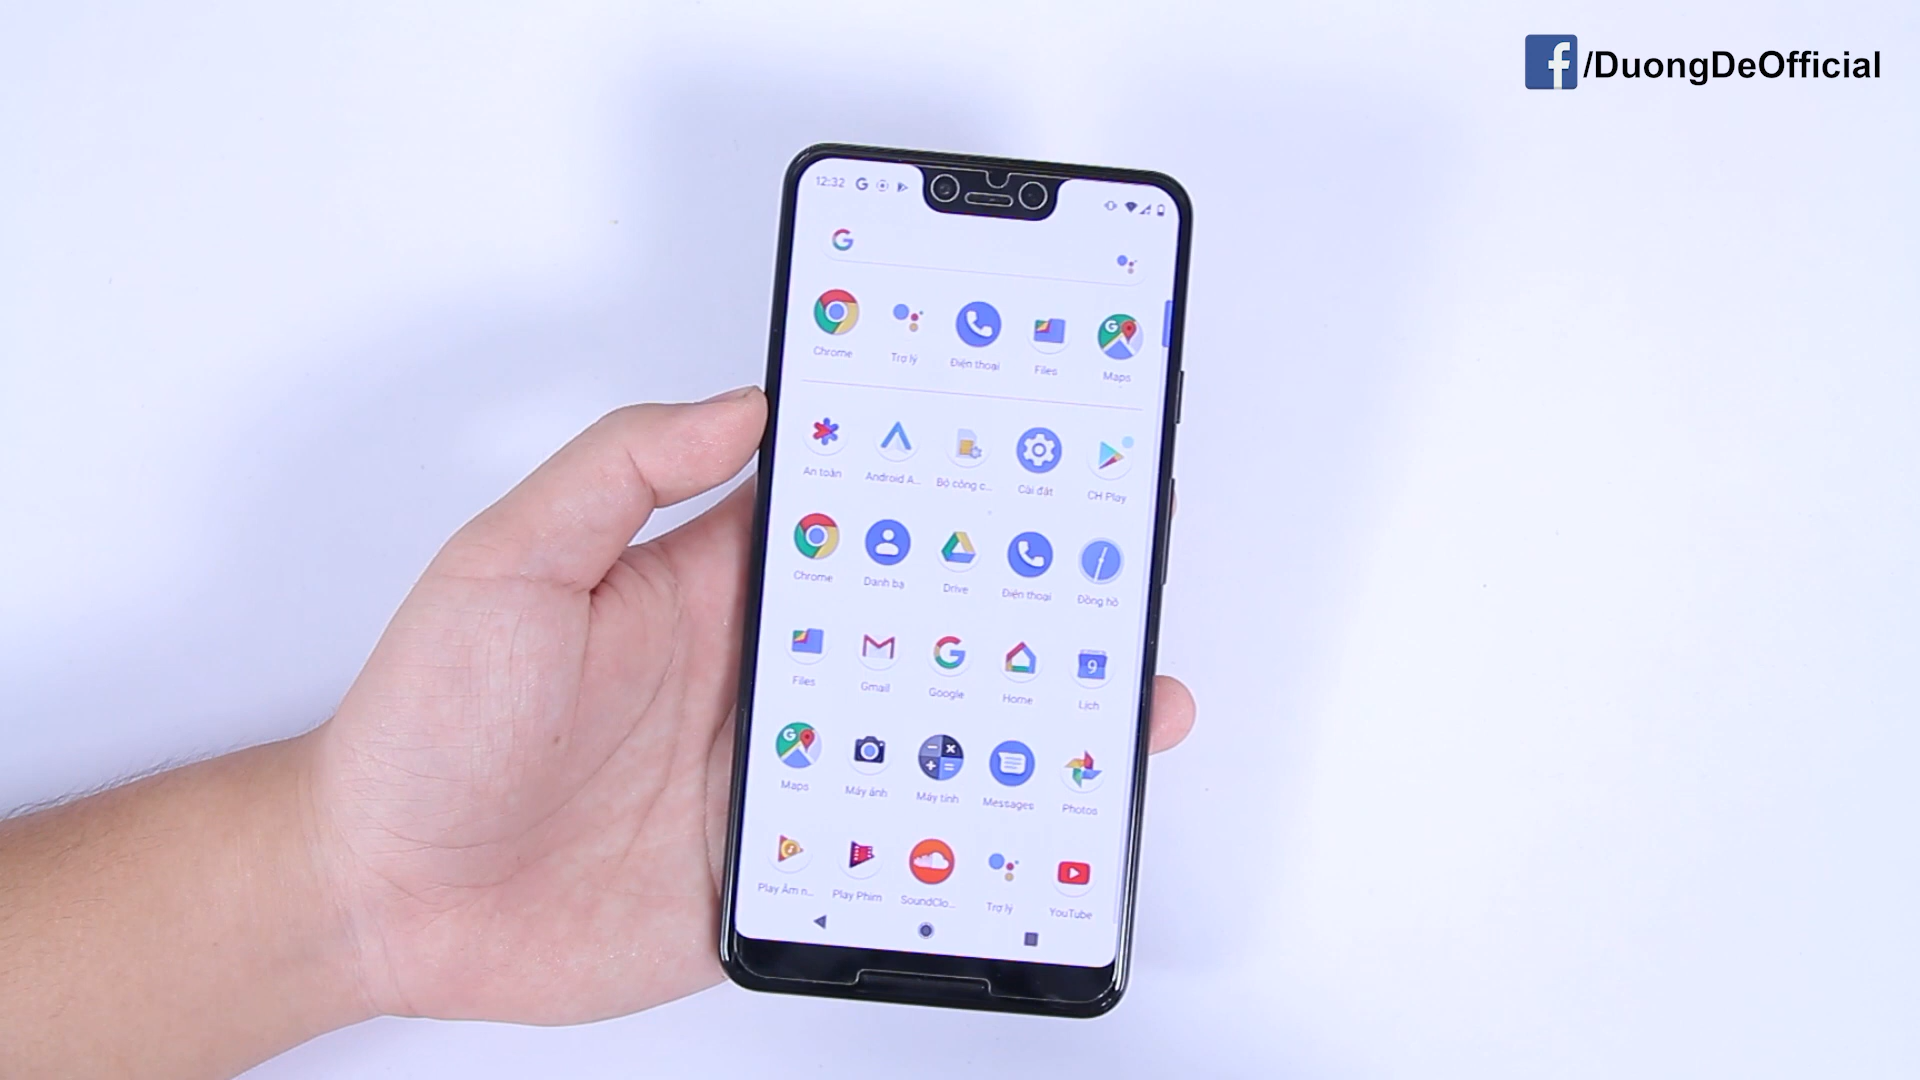 /DuongDeOfficial
12:32
Chrome Trợ lý Điện thoại Files Maps
An toàn Android A... Bộ công c... Cài đặt CH Play
Chrome Danh bạ Drive Điện thoại Đồng hồ
Files Gmail Google Home Lịch
9
Maps Máy ảnh Máy tính Messages Photos
Play Âm n... Play Phim SoundClo... Trợ lý YouTube